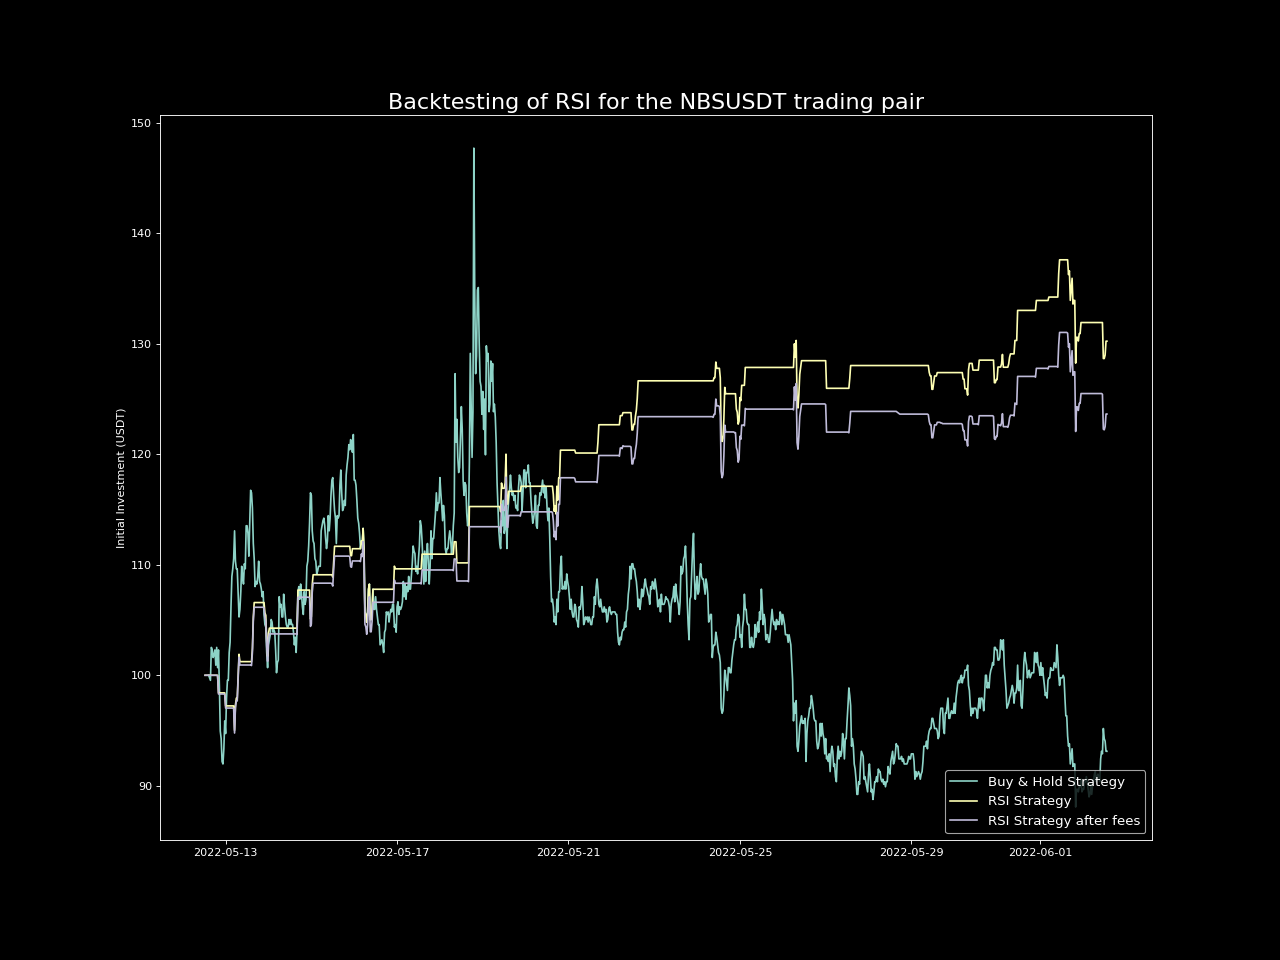 Backtesting of RSI for the NBSUSDT trading pair
150
140
130
120
110
100
90
Initial Investment (USDT)
2022-05-13
2022-05-17
2022-05-21
2022-05-25
2022-05-29
2022-06-01
Buy & Hold Strategy
RSI Strategy
RSI Strategy after fees